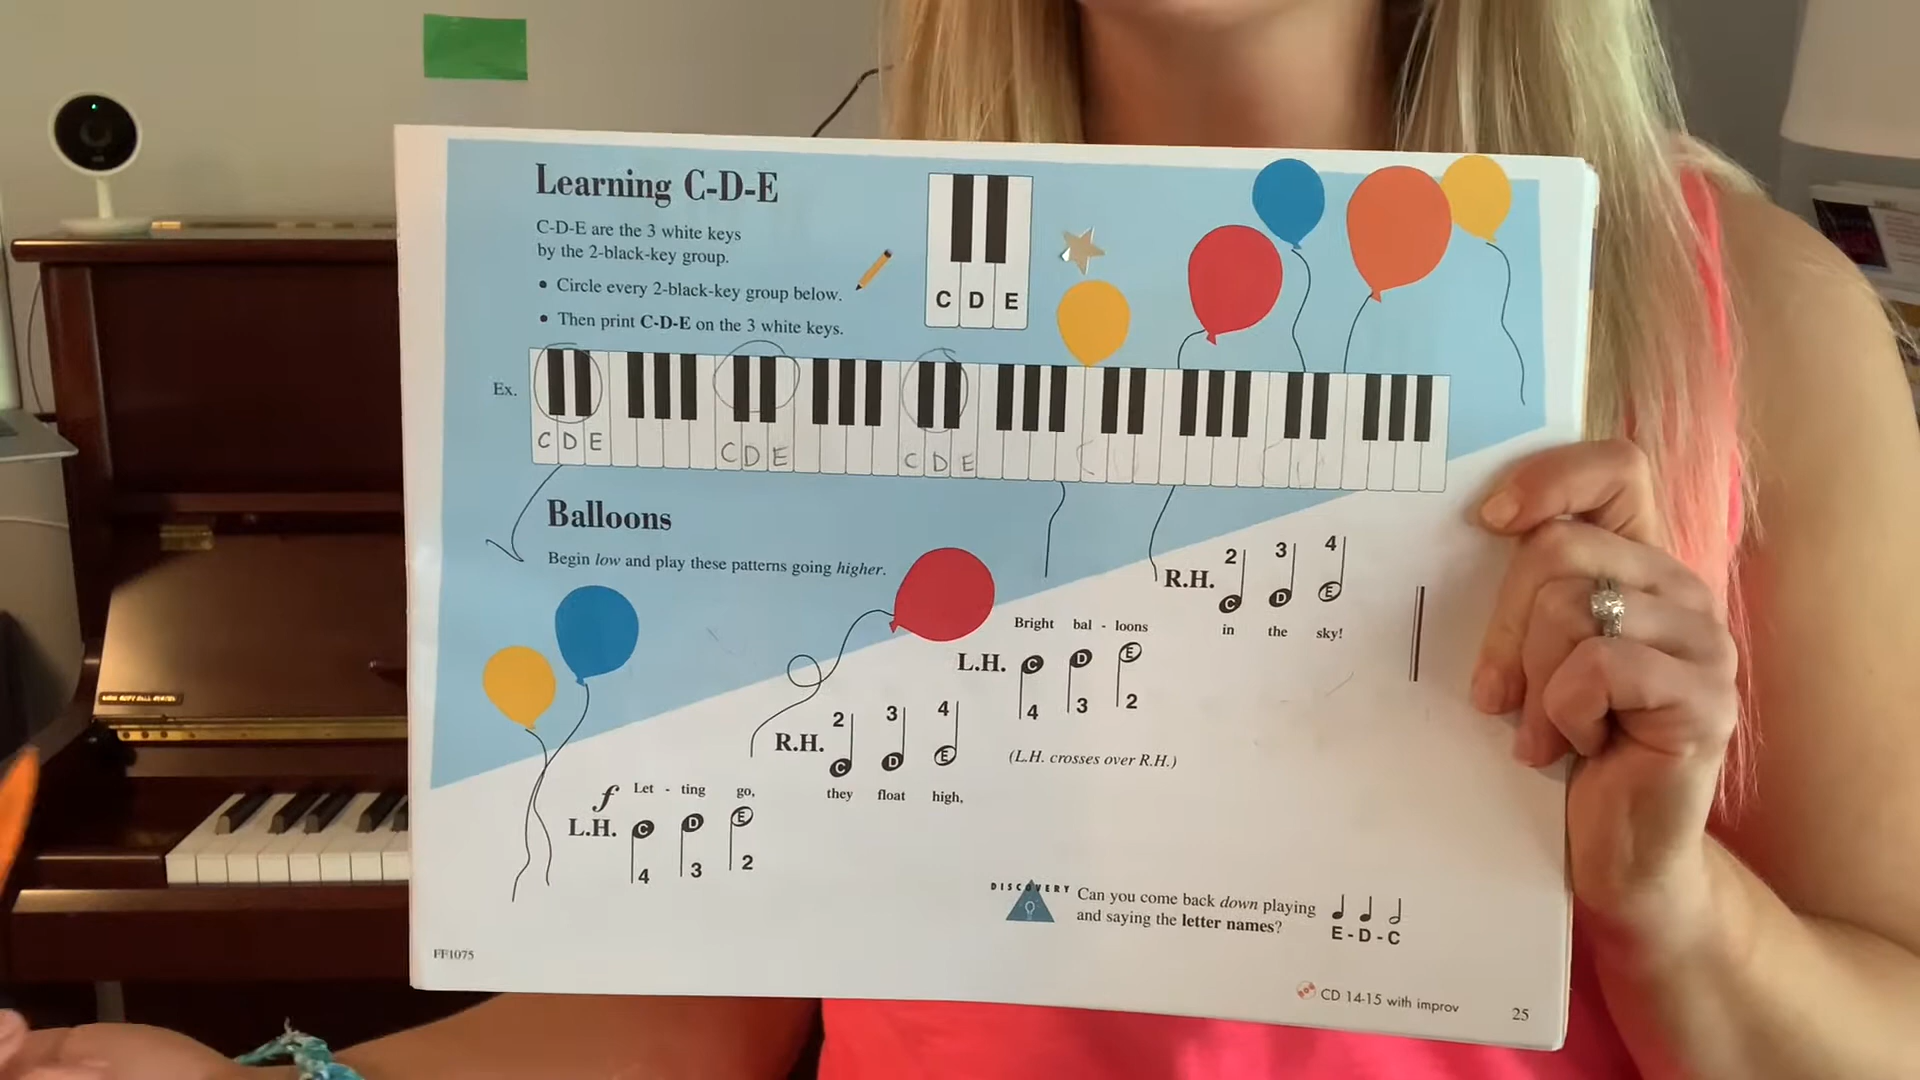 Learning C-D-E
C-D-E are the 3 white keys
by the 2-black-key group.
• Circle every 2-black-key group below.
• Then print C-D-E on the 3 white keys.
C D E
Ex.
C D E C D E C D E
Balloons
Begin low and play these patterns going higher.
R.H. 2 3 4
C D E
in the sky!
Bright bal - loons
L.H. C D E
4 3 2
R.H. 2 3 4
C D E
they float high,
(L.H. crosses over R.H.)
f Let - ting go,
L.H. C D E
4 3 2
DISCOVERY
Can you come back down playing
and saying the letter names?
E - D - C
FF1075
CD 14-15 with improv
25